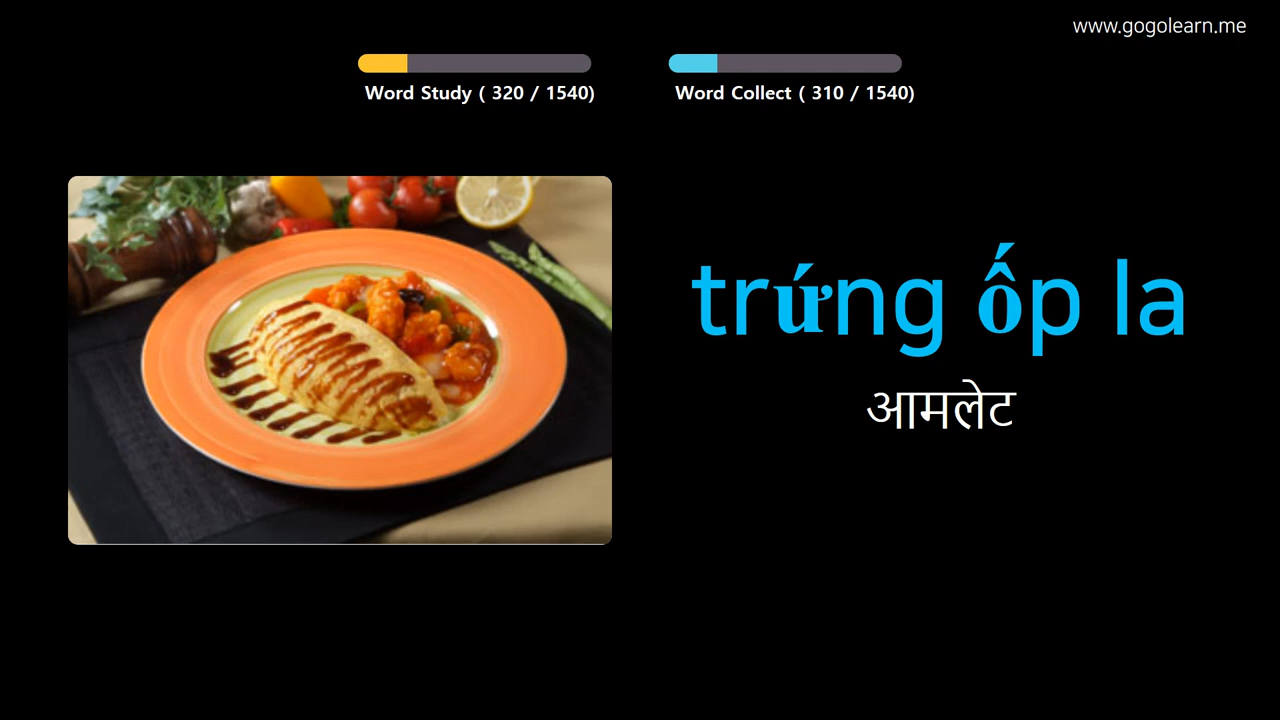 www.gogolearn.me
Word Study ( 320 / 1540)
Word Collect ( 310 / 1540)
trứng ốp la
आमलेट